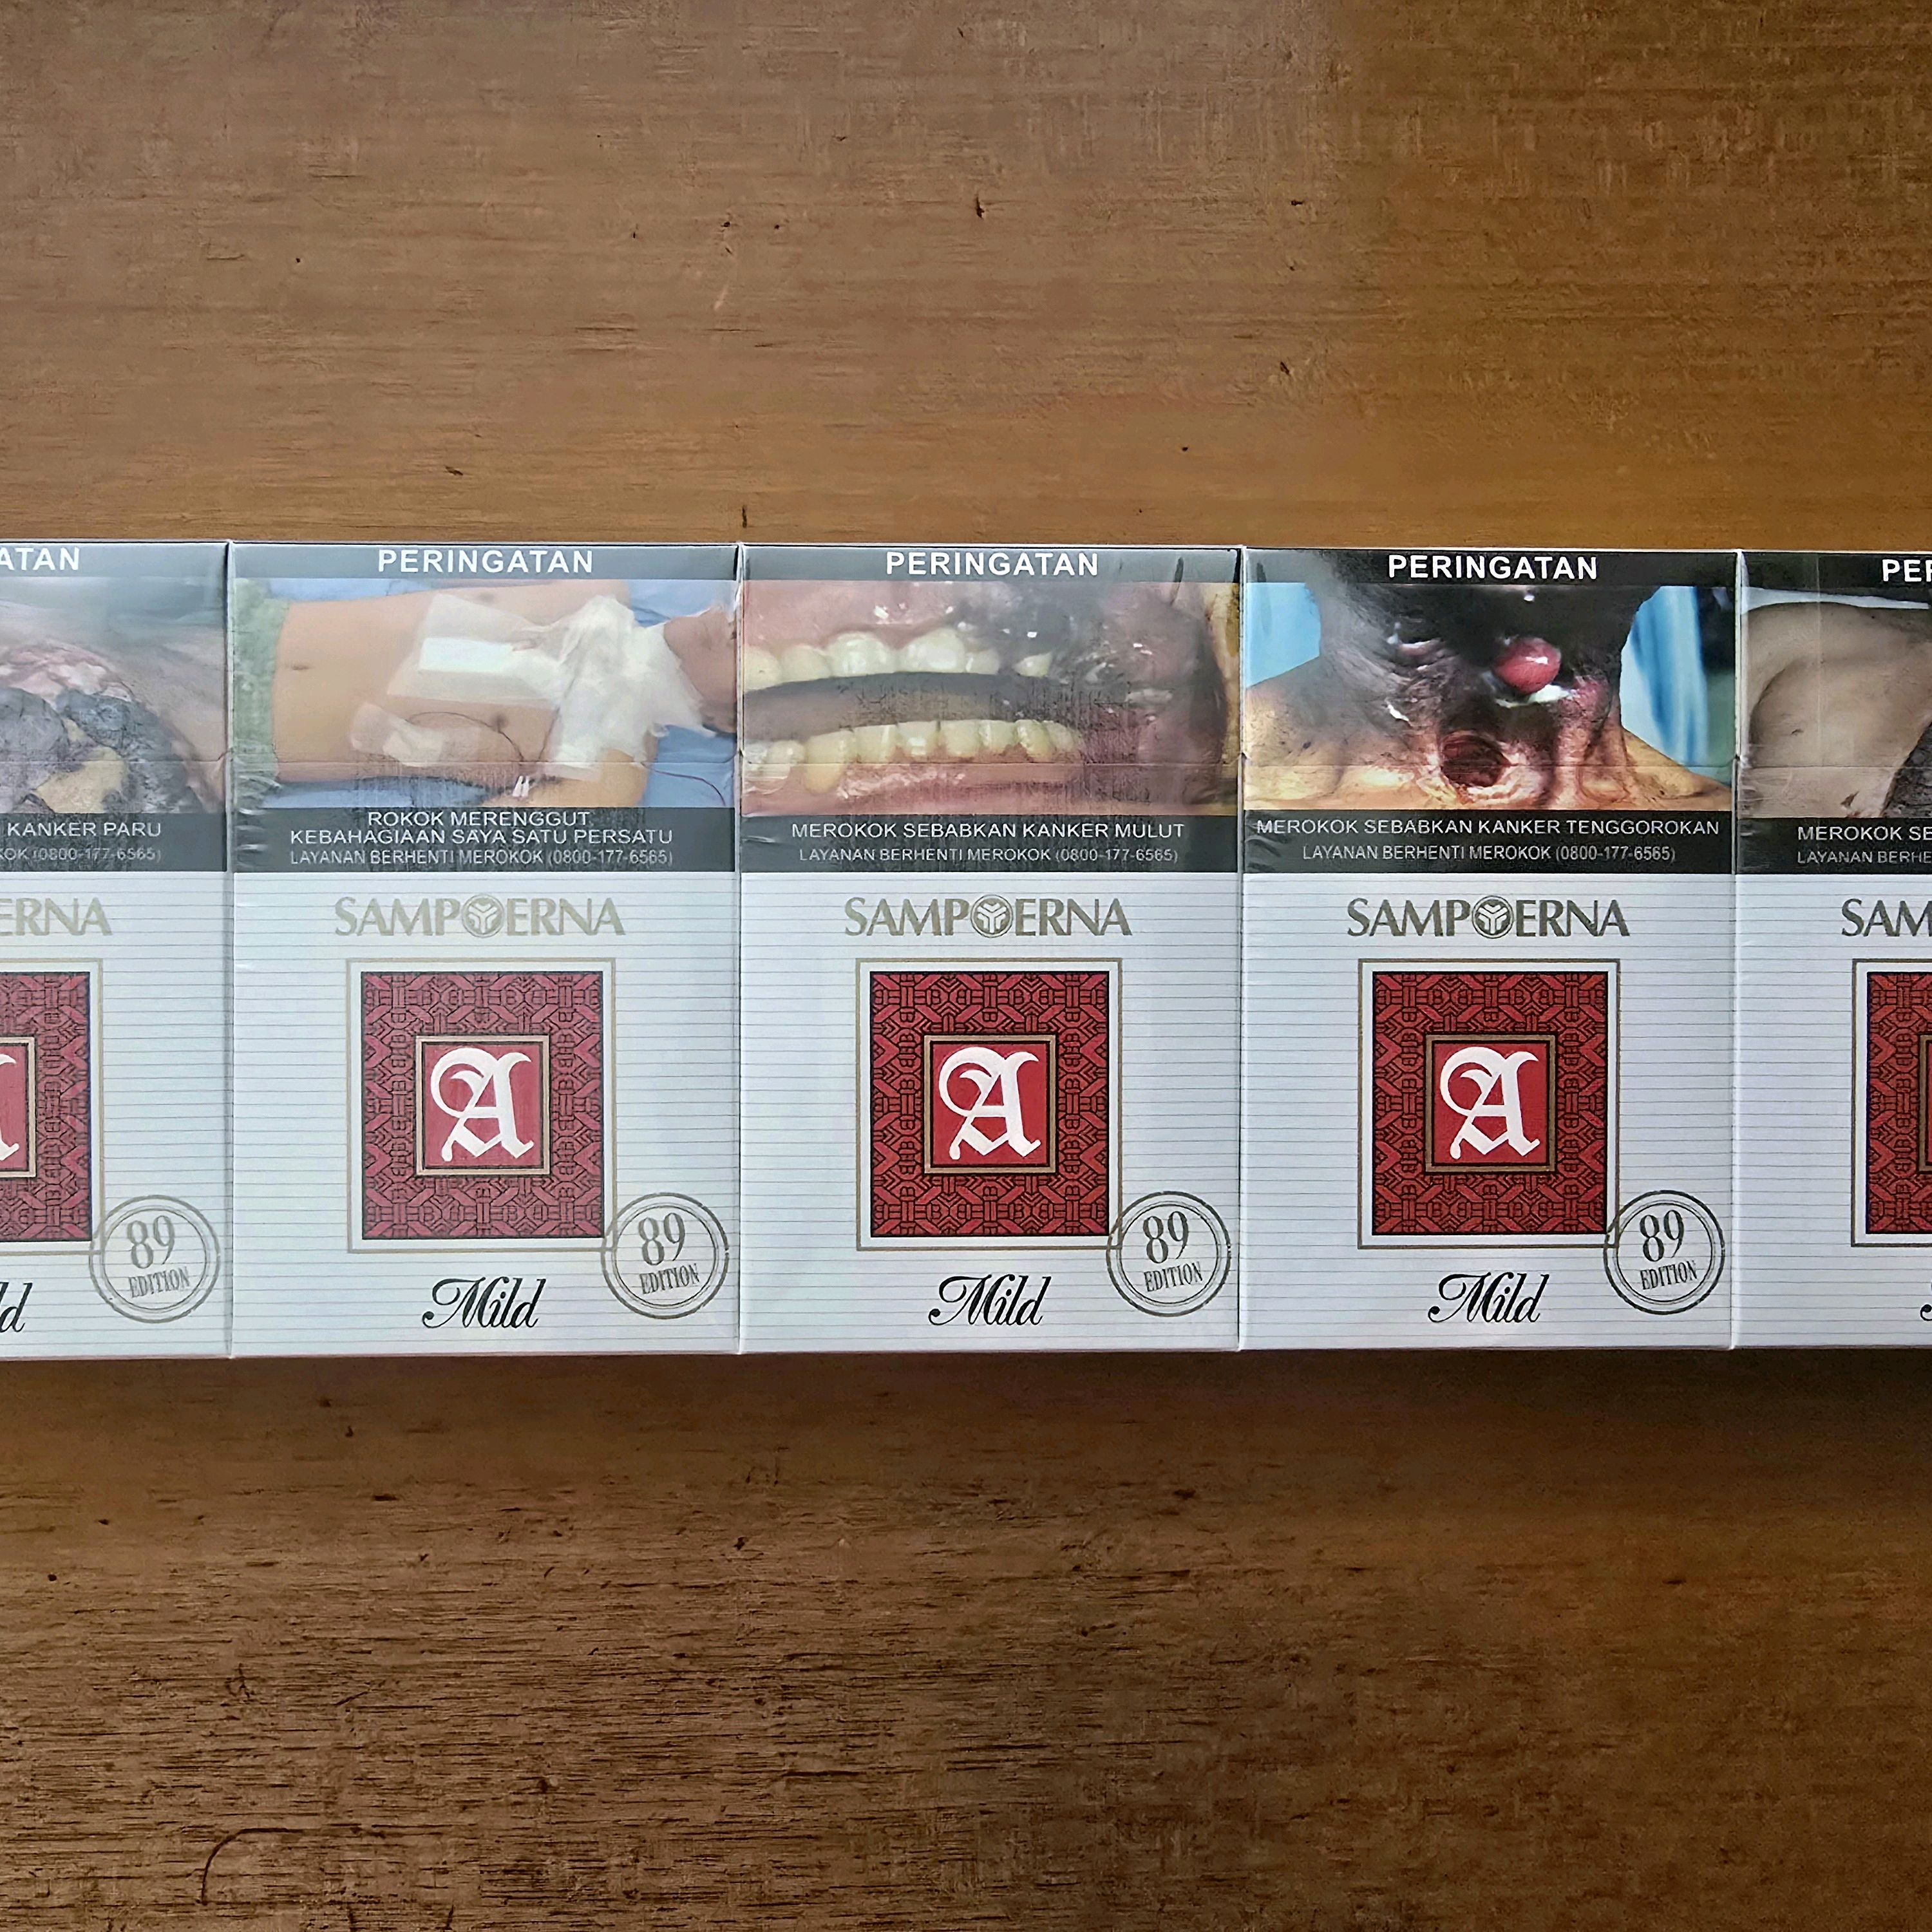 ATAN
KANKER PARU
OK (0800-177-6565)
ERNA
89
EDITION
ld
PERINGATAN
ROKOK MERENGGUT
KEBAHAGIAAN SAYA SATU PERSATU
LAYANAN BERHENTI MEROKOK (0800-177-6565)
SAMPOERNA
A
89
EDITION
Mild
PERINGATAN
MEROKOK SEBABKAN KANKER MULUT
LAYANAN BERHENTI MEROKOK (0800-177-6565)
SAMPOERNA
A
89
EDITION
Mild
PERINGATAN
MEROKOK SEBABKAN KANKER TENGGOROKAN
LAYANAN BERHENTI MEROKOK (0800-177-6565)
SAMPOERNA
A
89
EDITION
Mild
PER
MEROKOK SE
LAYANAN BERHE
SAM